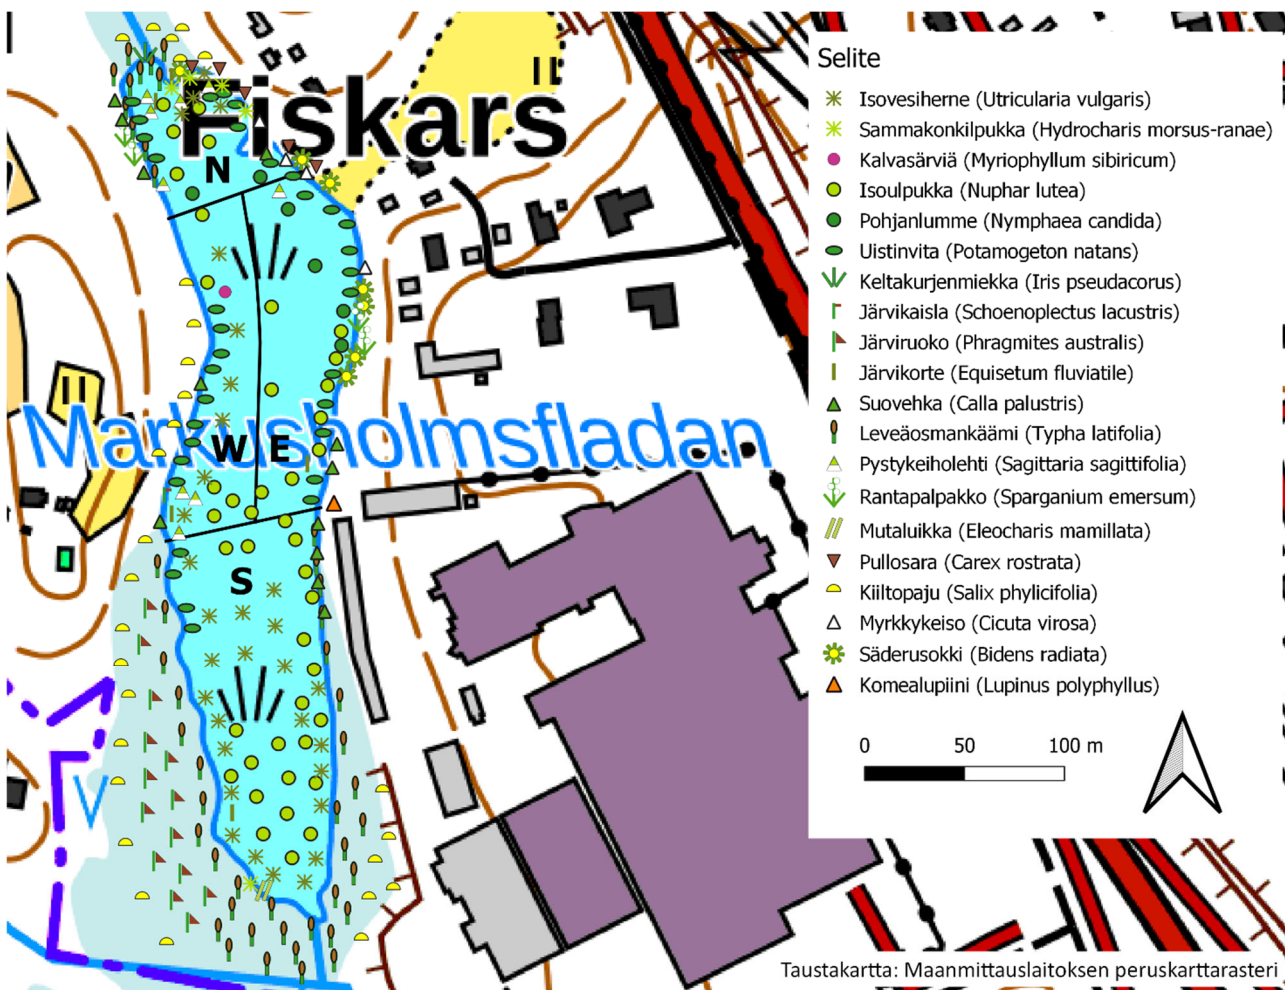 Fiskars
N
Markusholmsfladan
W E
S
Selite
Isovesiherne (Utricularia vulgaris)
Sammakonkilpukka (Hydrocharis morsus-ranae)
Kalvasärviä (Myriophyllum sibiricum)
Isoulpukka (Nuphar lutea)
Pohjanlumme (Nymphaea candida)
Uistinvita (Potamogeton natans)
Keltakurjenmiekka (Iris pseudacorus)
Järvikaisla (Schoenoplectus lacustris)
Järviruoko (Phragmites australis)
Järvikorte (Equisetum fluviatile)
Suovehka (Calla palustris)
Leveäosmankäämi (Typha latifolia)
Pystykeiholehti (Sagittaria sagittifolia)
Rantapalpakko (Sparganium emersum)
Mutaluikka (Eleocharis mamillata)
Pullosara (Carex rostrata)
Kiiltopaju (Salix phylicifolia)
Myrkkykeiso (Cicuta virosa)
Säderusokki (Bidens radiata)
Komealupiini (Lupinus polyphyllus)
0 50 100 m
Taustakartta: Maanmittauslaitoksen peruskarttarasteri